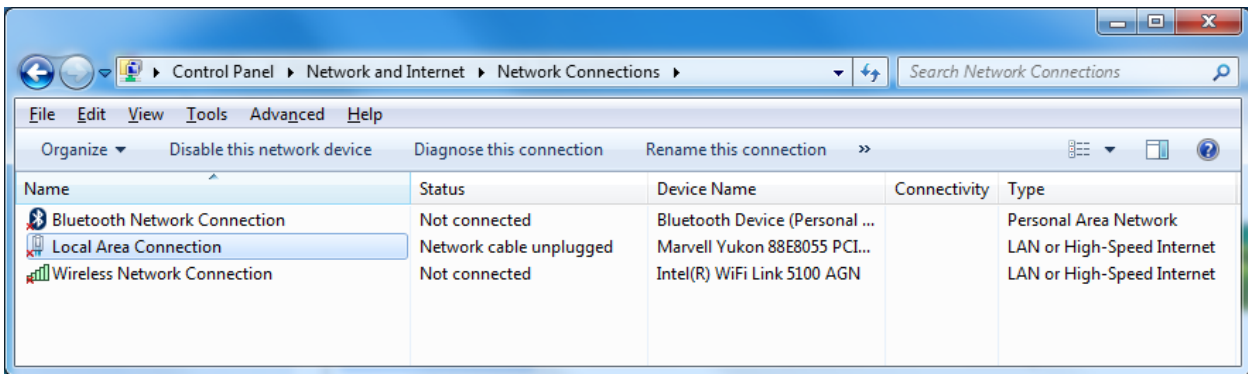 Control Panel ▸ Network and Internet ▸ Network Connections ▸ Search Network Connections
File Edit View Tools Advanced Help
Organize Disable this network device Diagnose this connection Rename this connection »
Name Status Device Name Connectivity Type
Bluetooth Network Connection Not connected Bluetooth Device (Personal ... Personal Area Network
Local Area Connection Network cable unplugged Marvell Yukon 88E8055 PCI... LAN or High-Speed Internet
Wireless Network Connection Not connected Intel(R) WiFi Link 5100 AGN LAN or High-Speed Internet